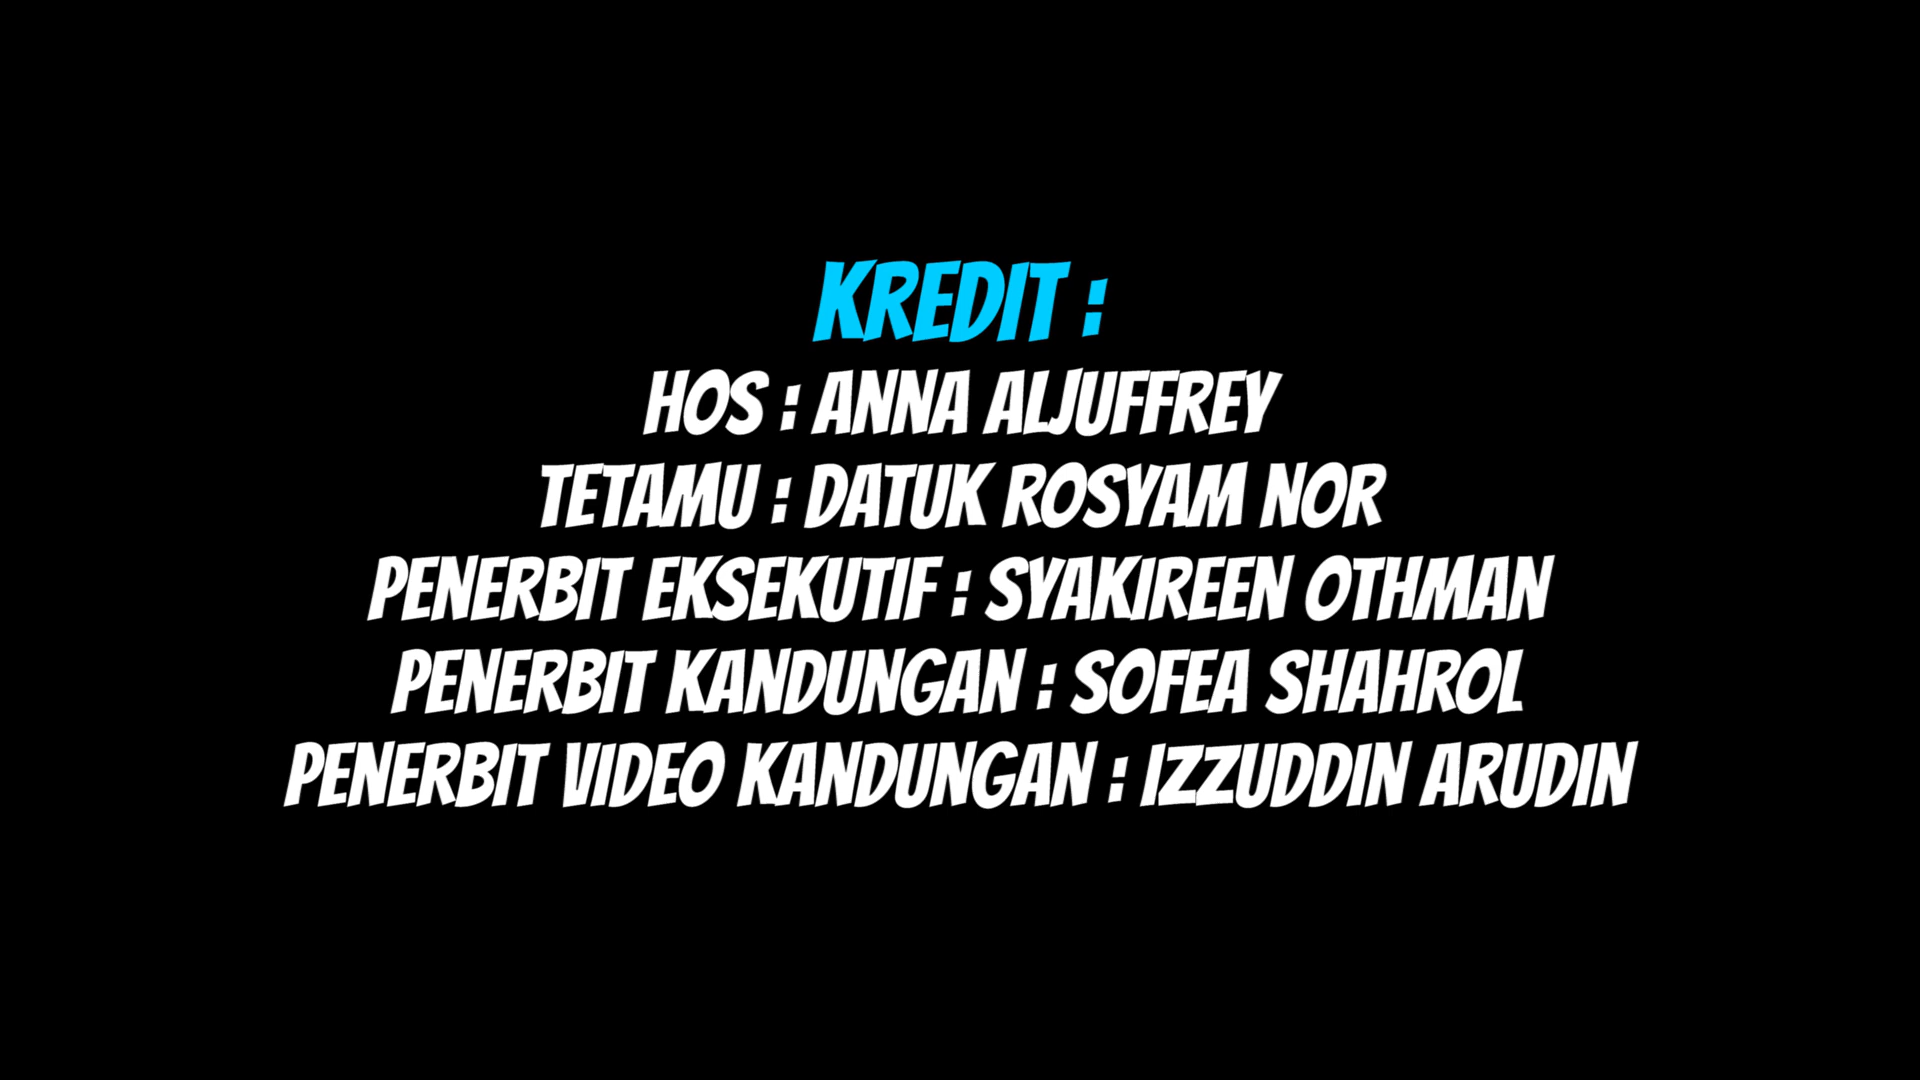 KREDIT :
HOS : ANNA ALJUFFREY
TETAMU : DATUK ROSYAM NOR
PENERBIT EKSEKUTIF : SYAKIREEN OTHMAN
PENERBIT KANDUNGAN : SOFEA SHAHROL
PENERBIT VIDEO KANDUNGAN : IZZUDDIN ARUDIN